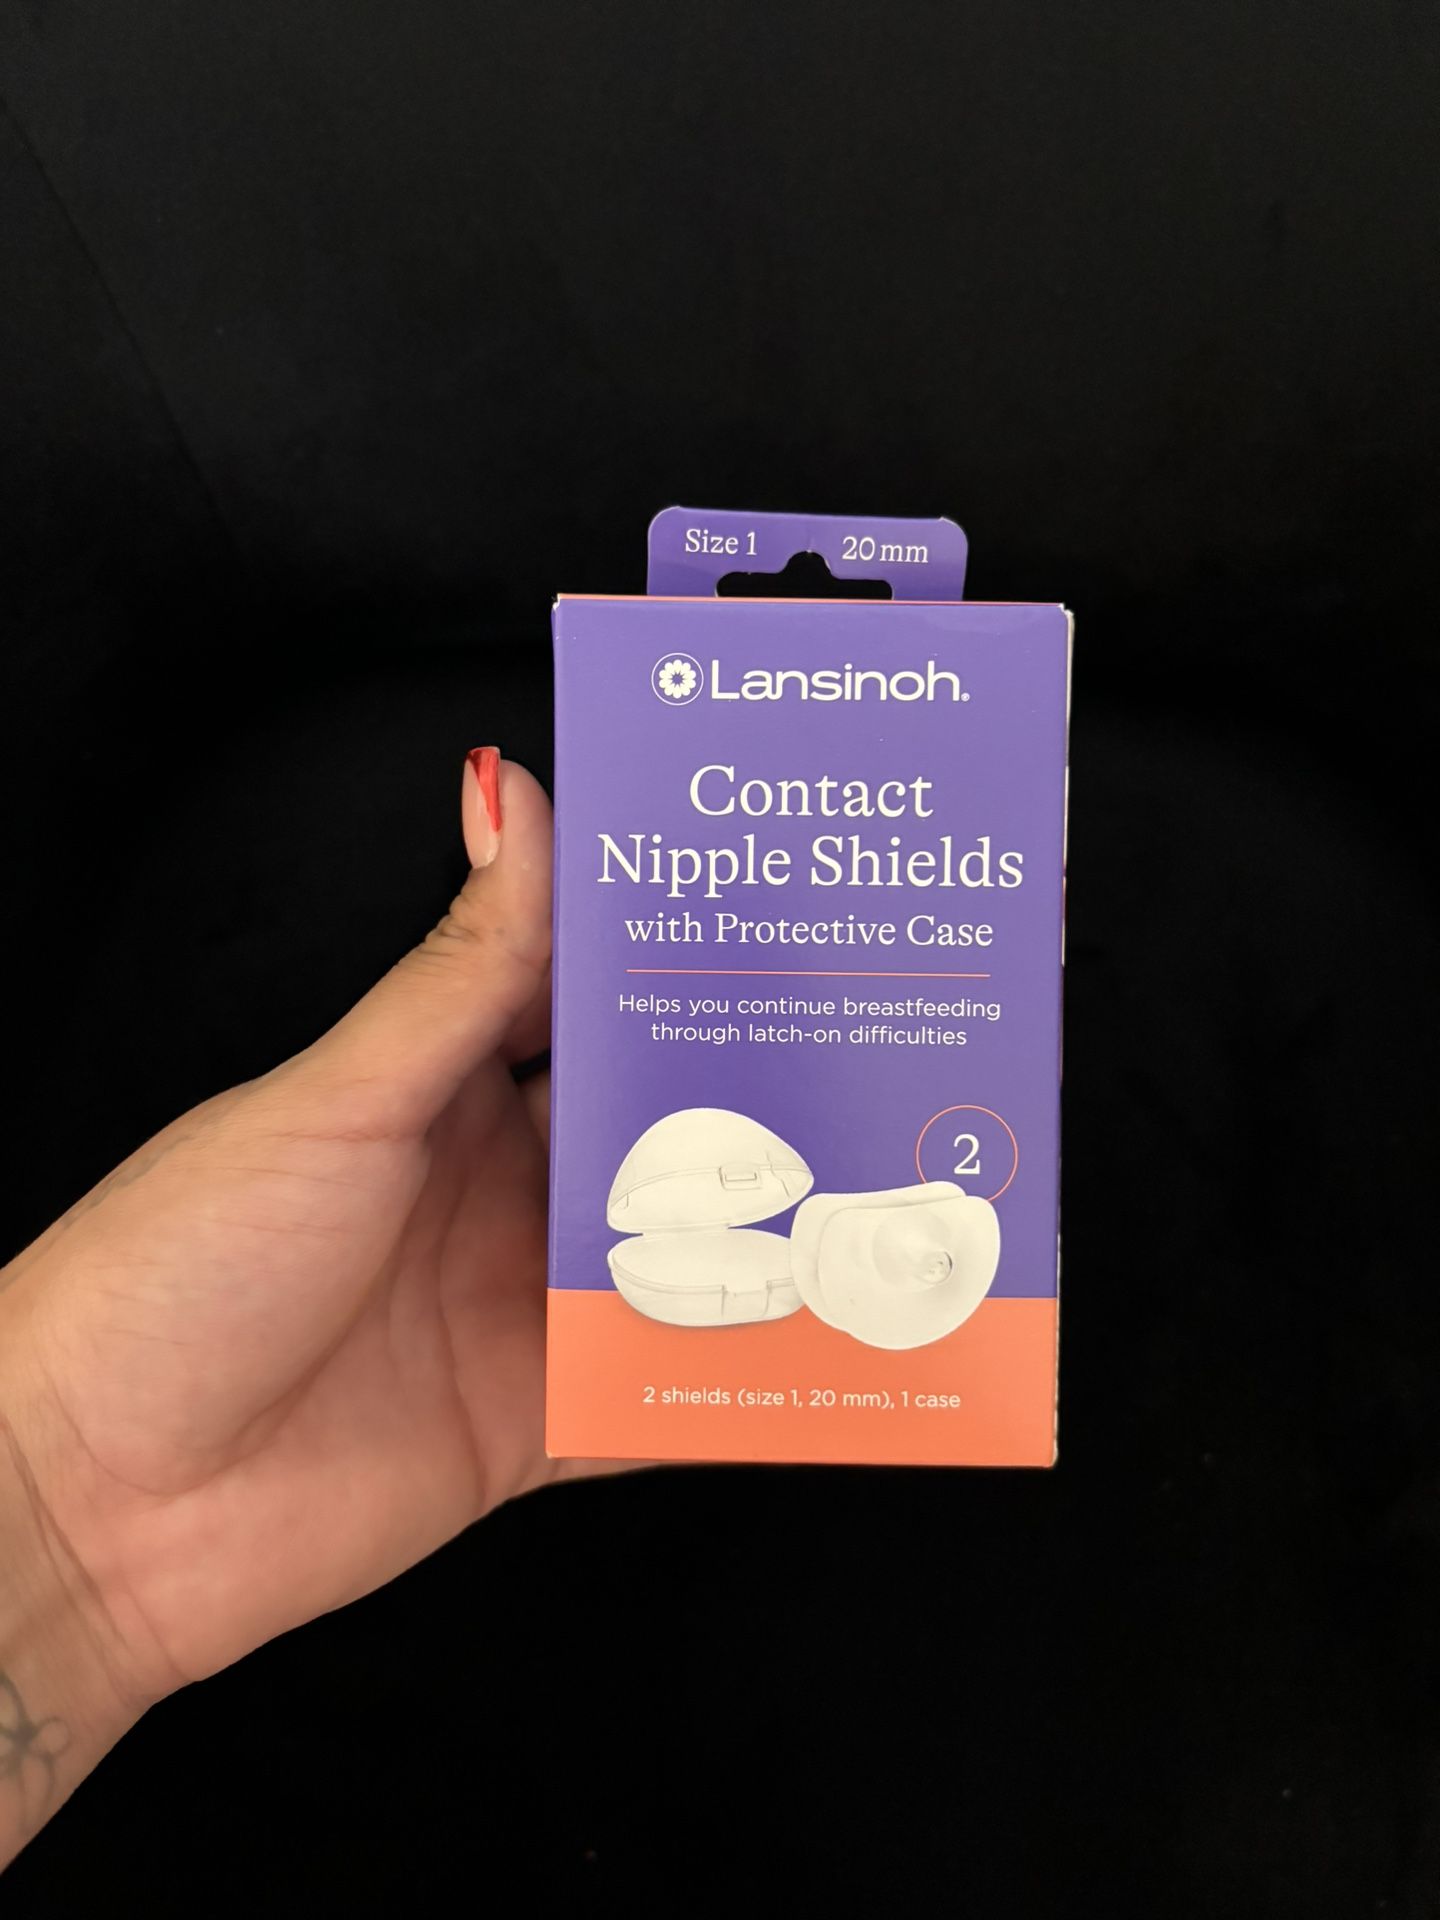 Size 1 20 mm
Lansinoh®
Contact
Nipple Shields
with Protective Case
Helps you continue breastfeeding
through latch-on difficulties
2
2 shields (size 1, 20 mm), 1 case